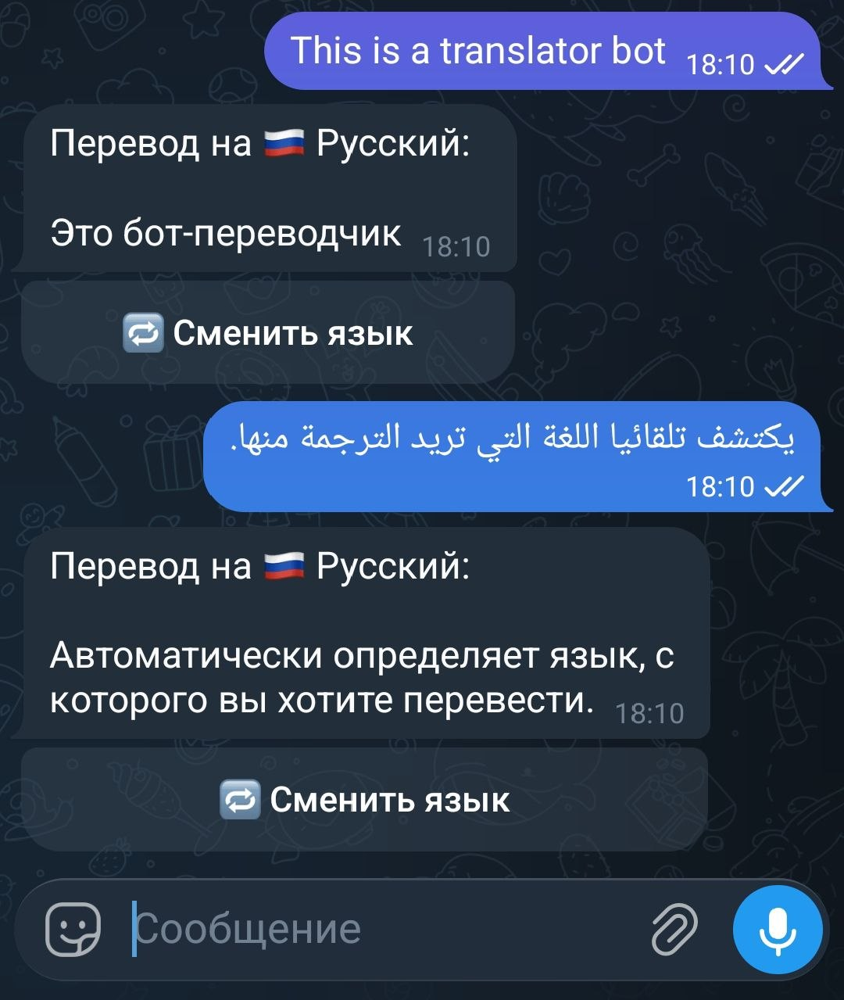 This is a translator bot 18:10
Перевод на 🇷🇺 Русский:
Это бот-переводчик 18:10
🔁 Сменить язык
يكتشف تلقائيا اللغة التي تريد الترجمة منها.
18:10
Перевод на 🇷🇺 Русский:
Автоматически определяет язык, с
которого вы хотите перевести. 18:10
🔁 Сменить язык
Сообщение